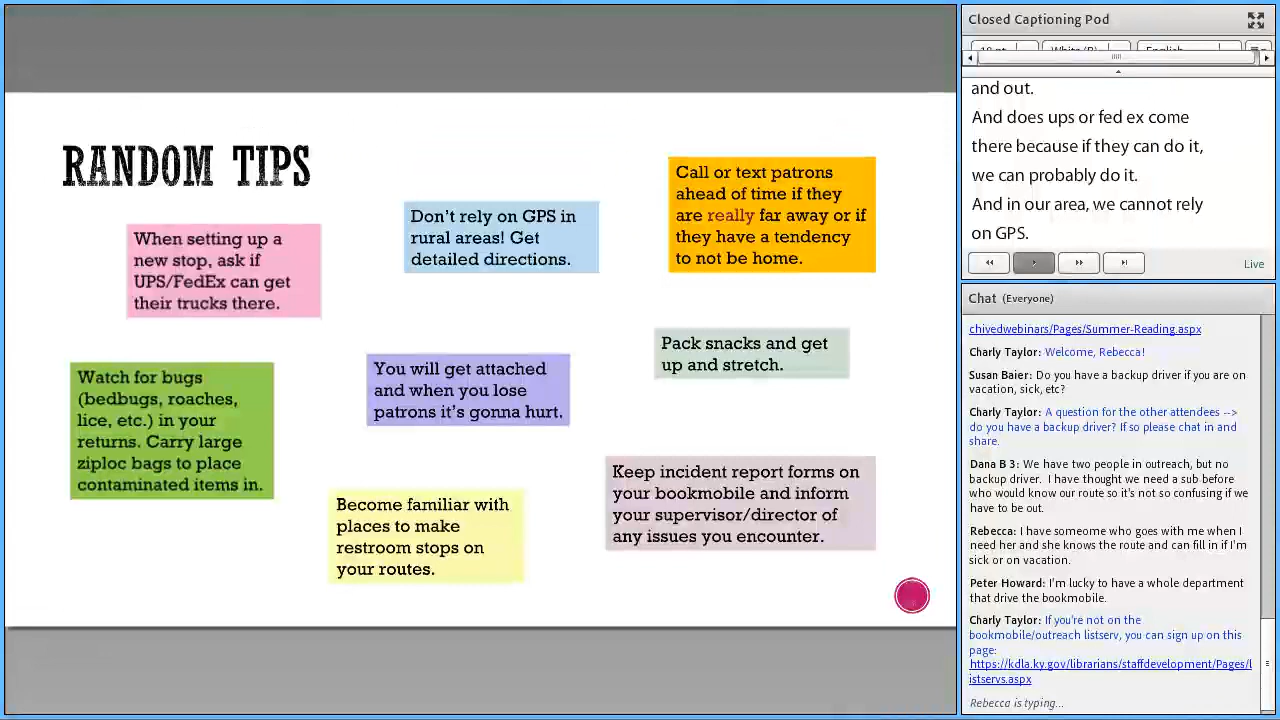 RANDOM TIPS
When setting up a
new stop, ask if
UPS/FedEx can get
their trucks there.
Don't rely on GPS in
rural areas! Get
detailed directions.
Call or text patrons
ahead of time if they
are really far away or if
they have a tendency
to not be home.
Watch for bugs
(bedbugs, roaches,
lice, etc.) in your
returns. Carry large
ziploc bags to place
contaminated items in.
You will get attached
and when you lose
patrons it's gonna hurt.
Pack snacks and get
up and stretch.
Become familiar with
places to make
restroom stops on
your routes.
Keep incident report forms on
your bookmobile and inform
your supervisor/director of
any issues you encounter.
Closed Captioning Pod
and out.
And does ups or fed ex come
there because if they can do it,
we can probably do it.
And in our area, we cannot rely
on GPS.
Live
Chat (Everyone)
chivedwebinars/Pages/Summer-Reading.aspx
Charly Taylor: Welcome, Rebecca!
Susan Baier: Do you have a backup driver if you are on
vacation, sick, etc?
Charly Taylor: A question for the other attendees -->
do you have a backup driver? If so please chat in and
share.
Dana B 3: We have two people in outreach, but no
backup driver. I have thought we need a sub before
who would know our route so it's not so confusing if we
have to be out.
Rebecca: I have someone who goes with me when I
need her and she knows the route and can fill in if I'm
sick or on vacation.
Peter Howard: I'm lucky to have a whole department
that drive the bookmobile.
Charly Taylor: If you're not on the
bookmobile/outreach listserv, you can sign up on this
page:
https://kdla.ky.gov/librarians/staffdevelopment/Pages/l
istservs.aspx
Rebecca is typing...